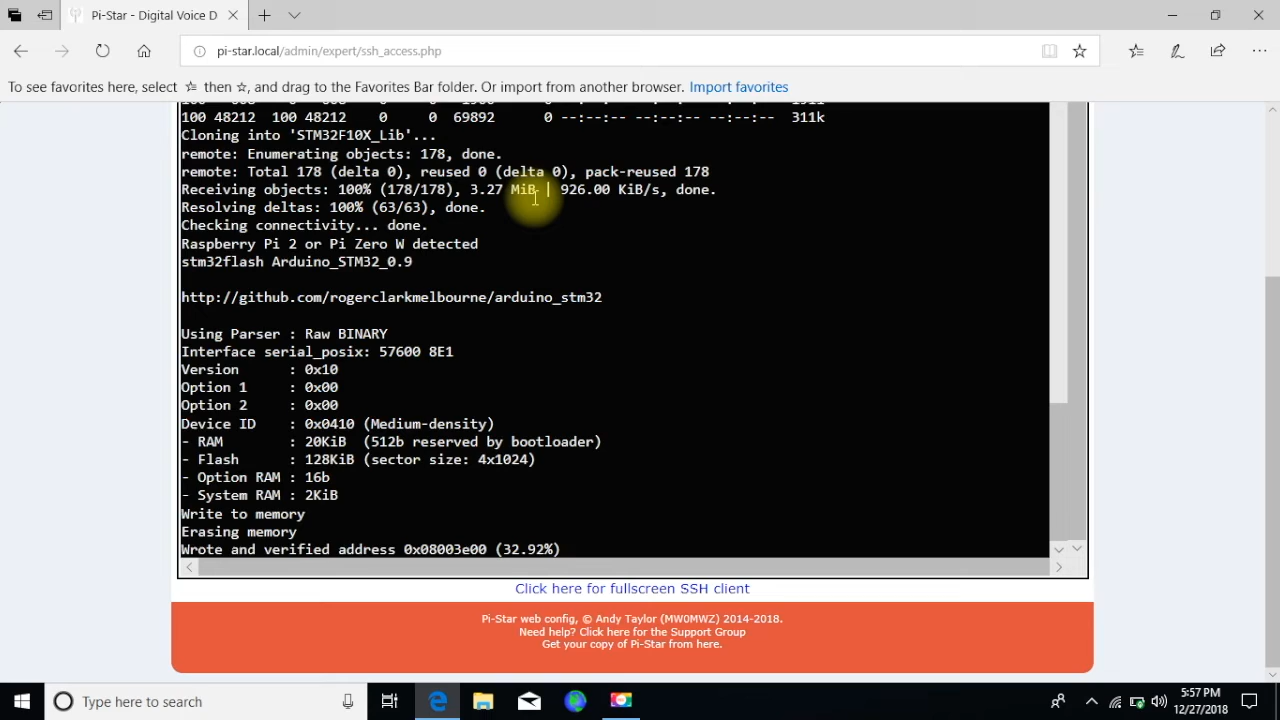 Pi-Star - Digital Voice D
pi-star.local/admin/expert/ssh_access.php
To see favorites here, select ☆ then ☆, and drag to the Favorites Bar folder. Or import from another browser. Import favorites
100 48212 0 0 69892 0 --:--:-- --:--:-- --:--:-- 311k
Cloning into 'STM32F10X_Lib'...
remote: Enumerating objects: 178, done.
remote: Total 178 (delta 0), reused 0 (delta 0), pack-reused 178
Receiving objects: 100% (178/178), 3.27 MiB | 926.00 KiB/s, done.
Resolving deltas: 100% (63/63), done.
Checking connectivity... done.
Raspberry Pi 2 or Pi Zero W detected
stm32flash Arduino_STM32_0.9
http://github.com/rogerclarkmelbourne/arduino_stm32
Using Parser : Raw BINARY
Interface serial_posix: 57600 8E1
Version : 0x10
Option 1 : 0x00
Option 2 : 0x00
Device ID : 0x0410 (Medium-density)
- RAM : 20KiB (512b reserved by bootloader)
- Flash : 128KiB (sector size: 4x1024)
- Option RAM : 16b
- System RAM : 2KiB
Write to memory
Erasing memory
Wrote and verified address 0x08003e00 (32.92%)
Click here for fullscreen SSH client
Pi-Star web config, © Andy Taylor (MW0MWZ) 2014-2018.
Need help? Click here for the Support Group
Get your copy of Pi-Star from here.
Type here to search
5:57 PM
12/27/2018